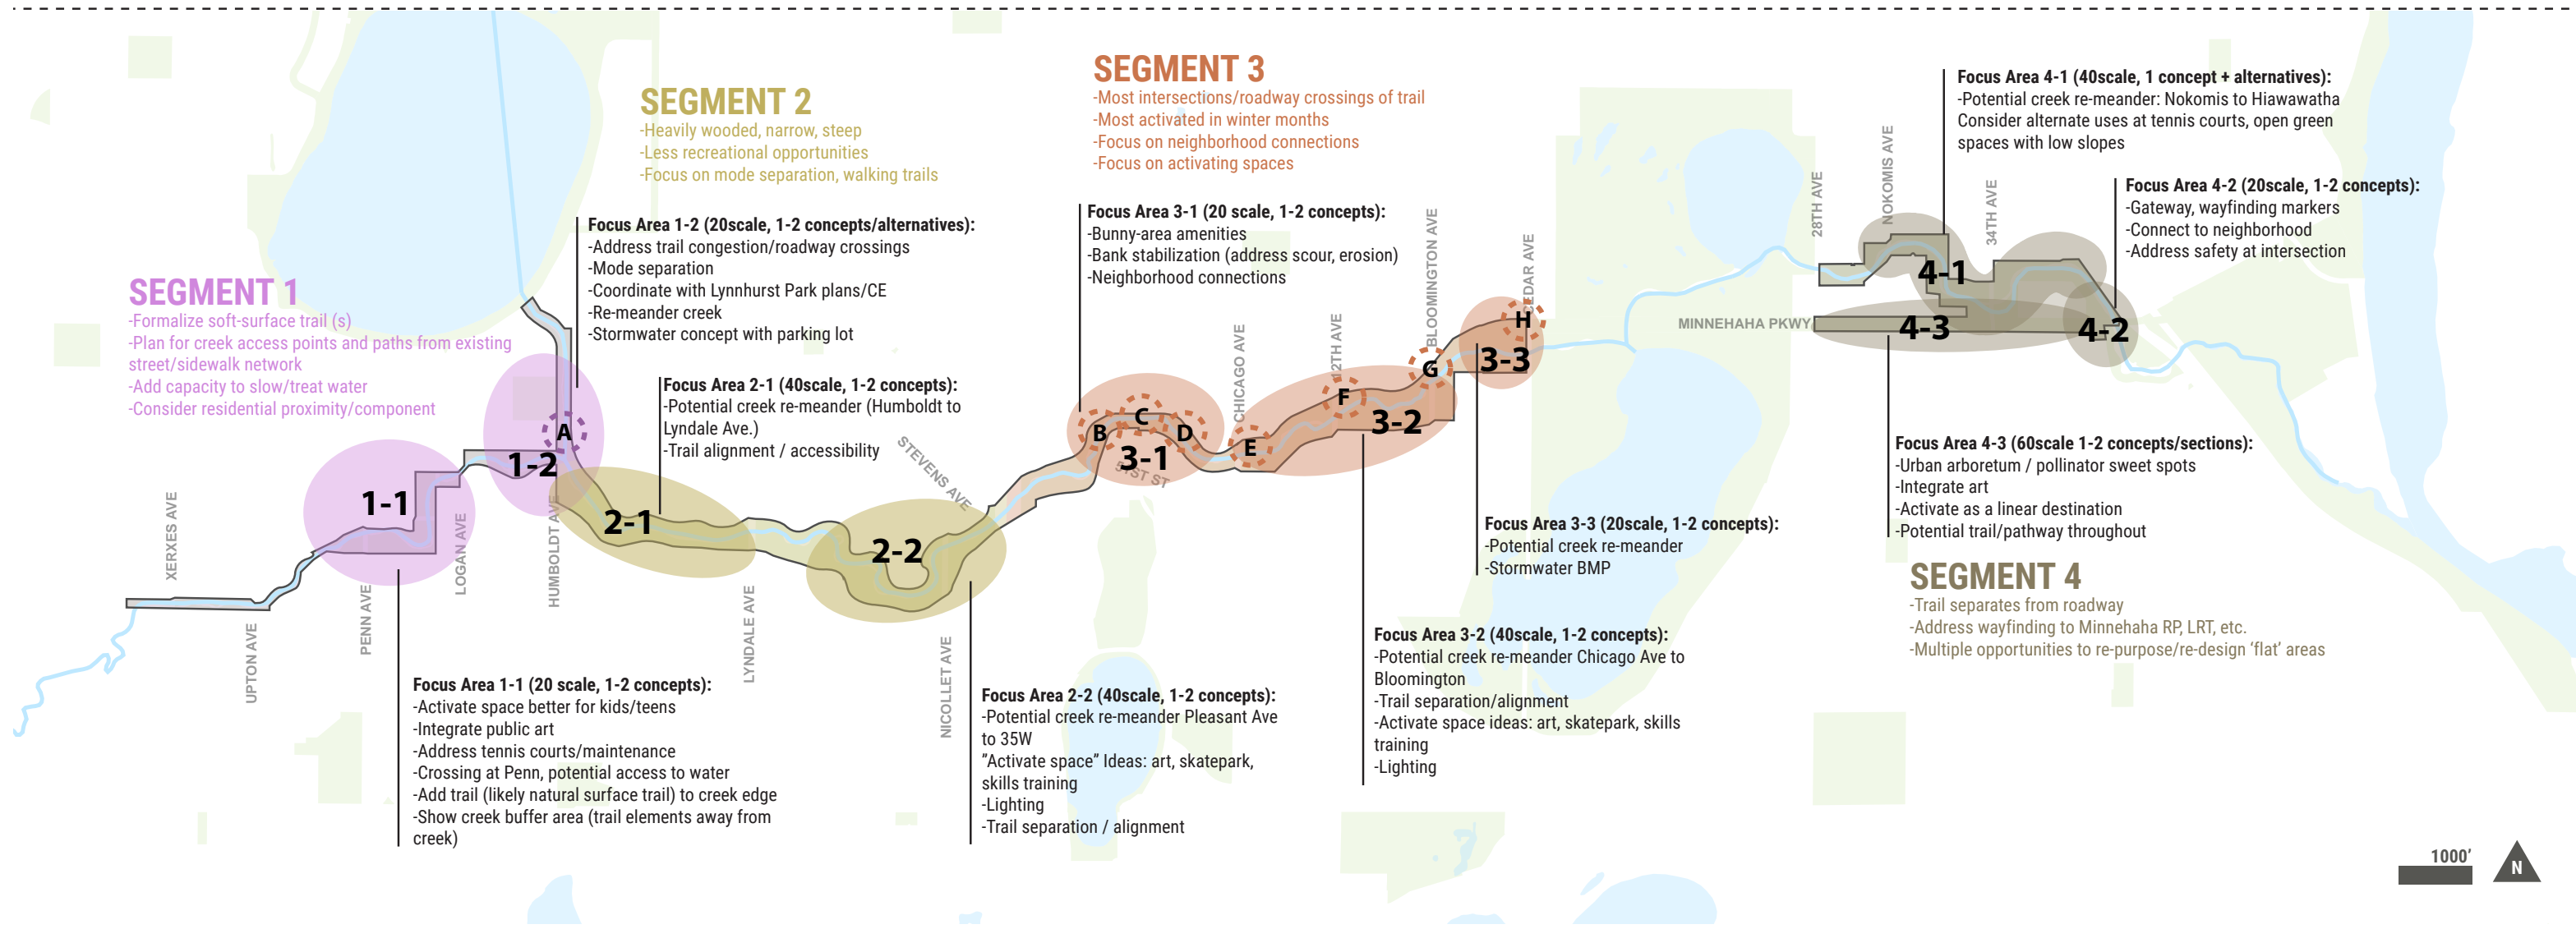 SEGMENT 1
-Formalize soft-surface trail (s)
-Plan for creek access points and paths from existing
street/sidewalk network
-Add capacity to slow/treat water
-Consider residential proximity/component
SEGMENT 2
-Heavily wooded, narrow, steep
-Less recreational opportunities
-Focus on mode separation, walking trails
SEGMENT 3
-Most intersections/roadway crossings of trail
-Most activated in winter months
-Focus on neighborhood connections
-Focus on activating spaces
Focus Area 4-1 (40scale, 1 concept + alternatives):
-Potential creek re-meander: Nokomis to Hiawawatha
Consider alternate uses at tennis courts, open green
spaces with low slopes
Focus Area 4-2 (20scale, 1-2 concepts):
-Gateway, wayfinding markers
-Connect to neighborhood
-Address safety at intersection
Focus Area 1-2 (20scale, 1-2 concepts/alternatives):
-Address trail congestion/roadway crossings
-Mode separation
-Coordinate with Lynnhurst Park plans/CE
-Re-meander creek
-Stormwater concept with parking lot
Focus Area 3-1 (20 scale, 1-2 concepts):
-Bunny-area amenities
-Bank stabilization (address scour, erosion)
-Neighborhood connections
Focus Area 2-1 (40scale, 1-2 concepts):
-Potential creek re-meander (Humboldt to
Lyndale Ave.)
-Trail alignment / accessibility
XERXES AVE
UPTON AVE
PENN AVE
LOGAN AVE
HUMBOLDT AVE
LYNDALE AVE
STEVENS AVE
NICOLLET AVE
51ST ST
CHICAGO AVE
12TH AVE
BLOOMINGTON AVE
CEDAR AVE
MINNEHAHA PKWY
28TH AVE
NOKOMIS AVE
34TH AVE
1-1
1-2
A
2-1
2-2
B
C
D
3-1
E
F
3-2
G
H
3-3
4-1
4-3
4-2
Focus Area 4-3 (60scale 1-2 concepts/sections):
-Urban arboretum / pollinator sweet spots
-Integrate art
-Activate as a linear destination
-Potential trail/pathway throughout
Focus Area 3-3 (20scale, 1-2 concepts):
-Potential creek re-meander
-Stormwater BMP
SEGMENT 4
-Trail separates from roadway
-Address wayfinding to Minnehaha RP, LRT, etc.
-Multiple opportunities to re-purpose/re-design ‘flat’ areas
Focus Area 3-2 (40scale, 1-2 concepts):
-Potential creek re-meander Chicago Ave to
Bloomington
-Trail separation/alignment
-Activate space ideas: art, skatepark, skills
training
-Lighting
Focus Area 1-1 (20 scale, 1-2 concepts):
-Activate space better for kids/teens
-Integrate public art
-Address tennis courts/maintenance
-Crossing at Penn, potential access to water
-Add trail (likely natural surface trail) to creek edge
-Show creek buffer area (trail elements away from
creek)
Focus Area 2-2 (40scale, 1-2 concepts):
-Potential creek re-meander Pleasant Ave
to 35W
”Activate space” Ideas: art, skatepark,
skills training
-Lighting
-Trail separation / alignment
1000’
N